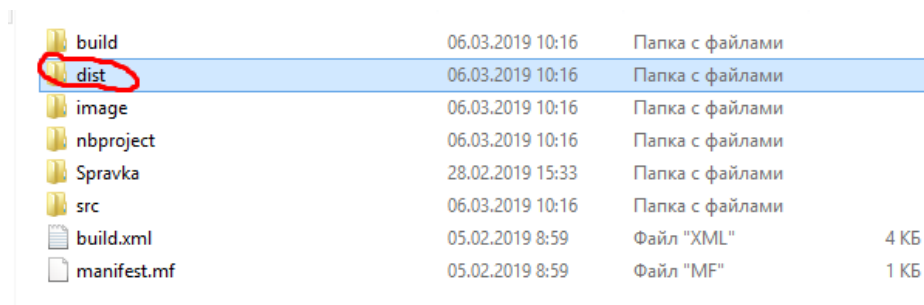 build 06.03.2019 10:16 Папка с файлами
dist 06.03.2019 10:16 Папка с файлами
image 06.03.2019 10:16 Папка с файлами
nbproject 06.03.2019 10:16 Папка с файлами
Spravka 28.02.2019 15:33 Папка с файлами
src 06.03.2019 10:16 Папка с файлами
build.xml 05.02.2019 8:59 Файл "XML" 4 КБ
manifest.mf 05.02.2019 8:59 Файл "MF" 1 КБ